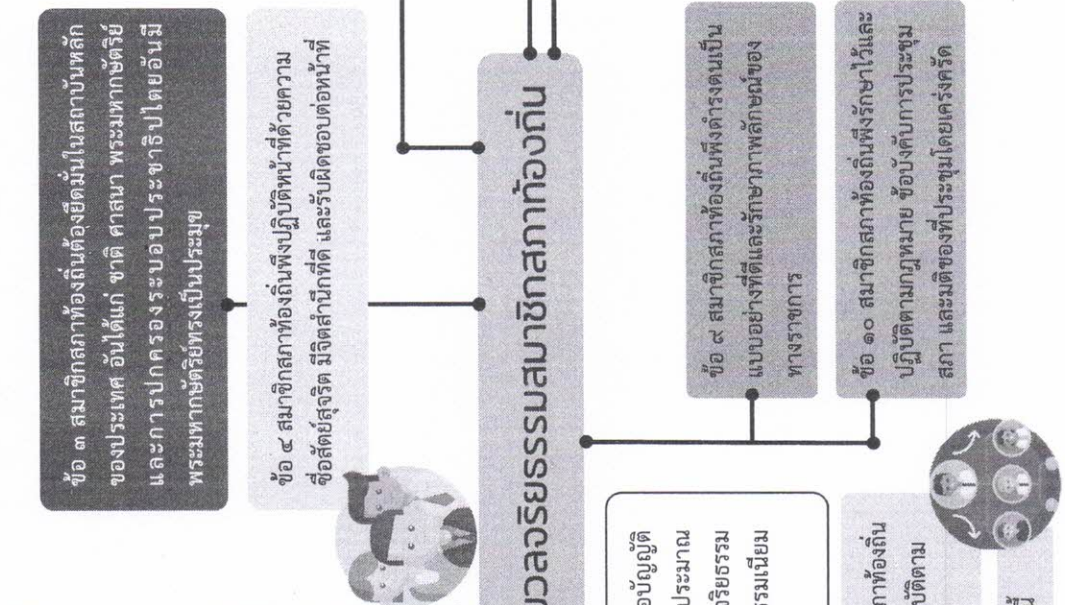 ข้อ ๓ สมาชิกสภาท้องถิ่นต้องยึดมั่นในสถาบันหลัก
ของประเทศ อันได้แก่ ชาติ ศาสนา พระมหากษัตริย์
และการปกครองระบอบประชาธิปไตยอันมี
พระมหากษัตริย์ทรงเป็นประมุข
ข้อ ๔ สมาชิกสภาท้องถิ่นพึงปฏิบัติหน้าที่ด้วยความ
ซื่อสัตย์สุจริต มีจิตสำนึกที่ดี และรับผิดชอบต่อหน้าที่
มวลจริยธรรมสมาชิกสภาท้องถิ่น
ข้อ ๙ สมาชิกสภาท้องถิ่นพึงดำรงตนเป็น
แบบอย่างที่ดีและรักษาภาพลักษณ์ของ
ทางราชการ
ข้อ ๑๐ สมาชิกสภาท้องถิ่นพึงรักษาไว้และ
ปฏิบัติตามกฎหมาย ข้อบังคับการประชุม
สภา และมติของที่ประชุมโดยเคร่งครัด
อบัญญัติ
ประมาณ
จริยธรรม
รรมเนียม
ภาท้องถิ่น
บัติตาม